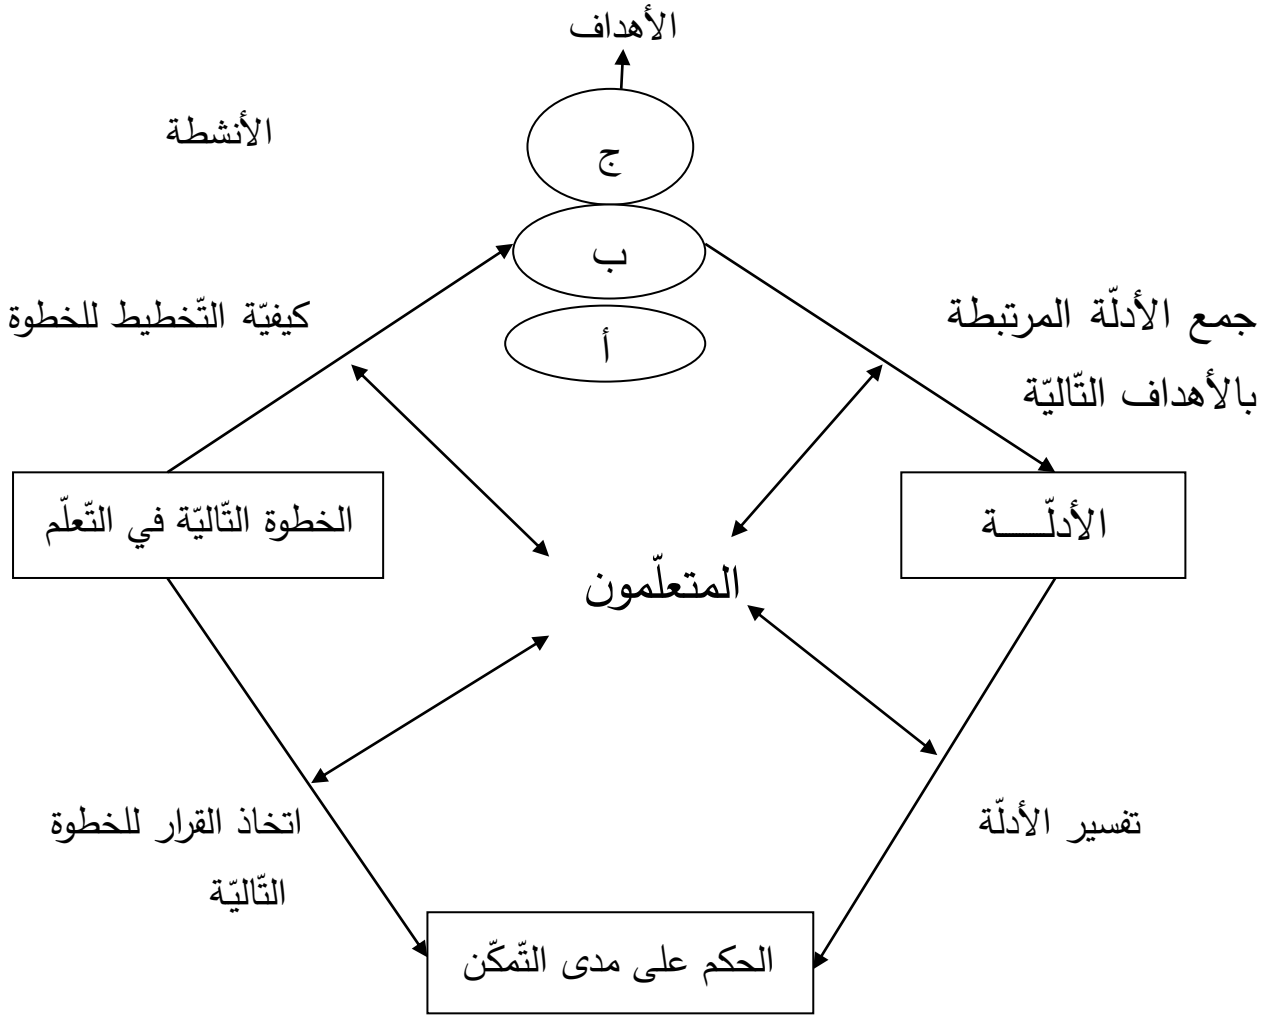 الأهداف
الأنشطة
ج
ب
أ
جمع الأدلّة المرتبطة
بالأهداف التّاليّة
كيفيّة التّخطيط للخطوة
الأدلّـــــة
الخطوة التّاليّة في التّعلّم
المتعلّمون
تفسير الأدلّة
اتخاذ القرار للخطوة
التّاليّة
الحكم على مدى التّمكّن